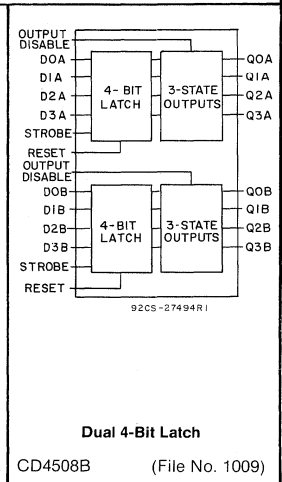 OUTPUT
DISABLE
D0A
D1A
D2A
D3A
STROBE
RESET
4-BIT
LATCH
3-STATE
OUTPUTS
Q0A
Q1A
Q2A
Q3A
OUTPUT
DISABLE
D0B
D1B
D2B
D3B
STROBE
RESET
4-BIT
LATCH
3-STATE
OUTPUTS
Q0B
Q1B
Q2B
Q3B
92CS-27494R1
Dual 4-Bit Latch
CD4508B (File No. 1009)